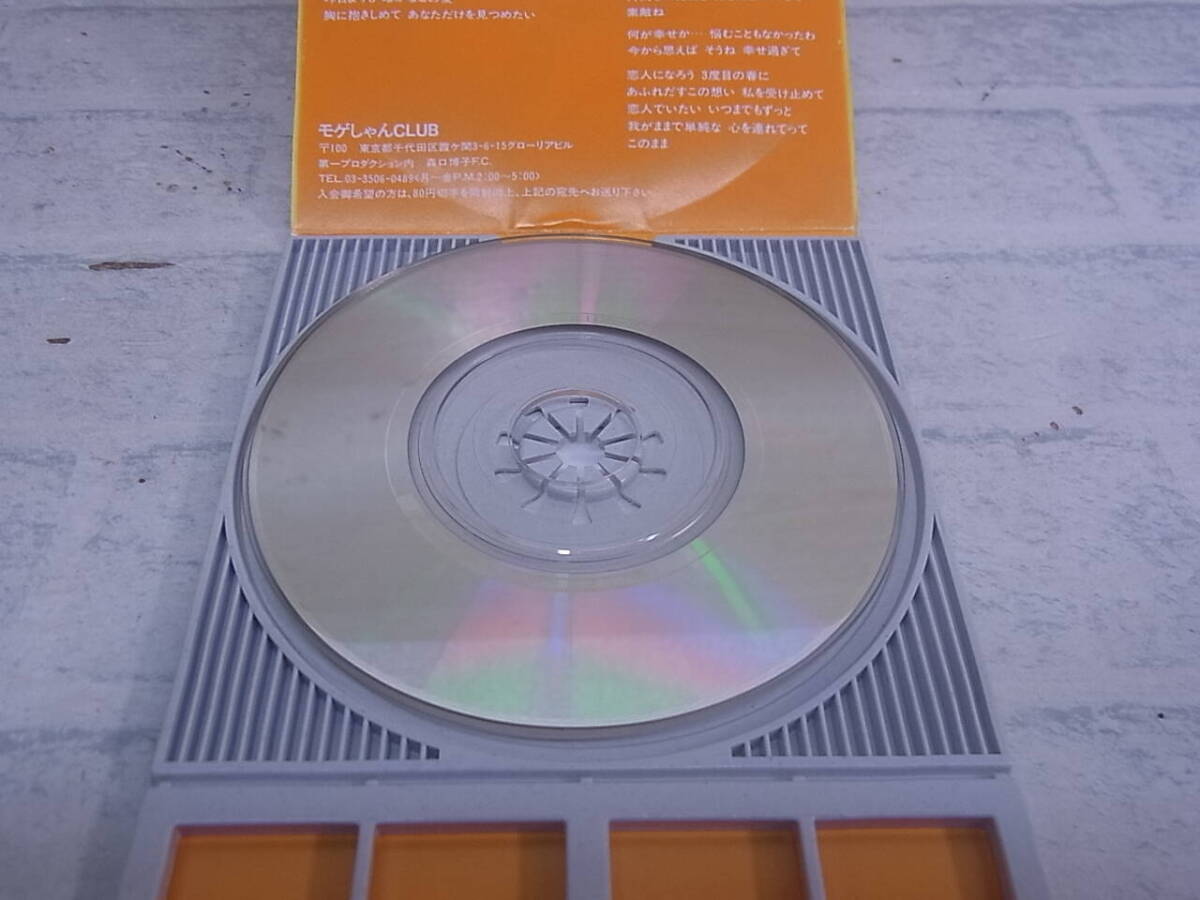 胸に抱きしめて あなただけを見つめたい
モゲしゃんCLUB
〒100 東京都千代田区霞ケ関3-6-15グローリアビル
第一プロダクション内 森口博子F.C.
TEL.03-3506-0489(月〜金P.M.2:00〜5:00)
入会御希望の方は、80円切手を同封の上、上記の宛先へお送り下さい
素敵ね
何が幸せか… 悩むこともなかったわ
今から思えば そうね 幸せ過ぎて
恋人になろう 3度目の春に
あふれだすこの想い 私を受け止めて
恋人でいたい いつまでもずっと
我がままで単純な 心を連れてって
このまま